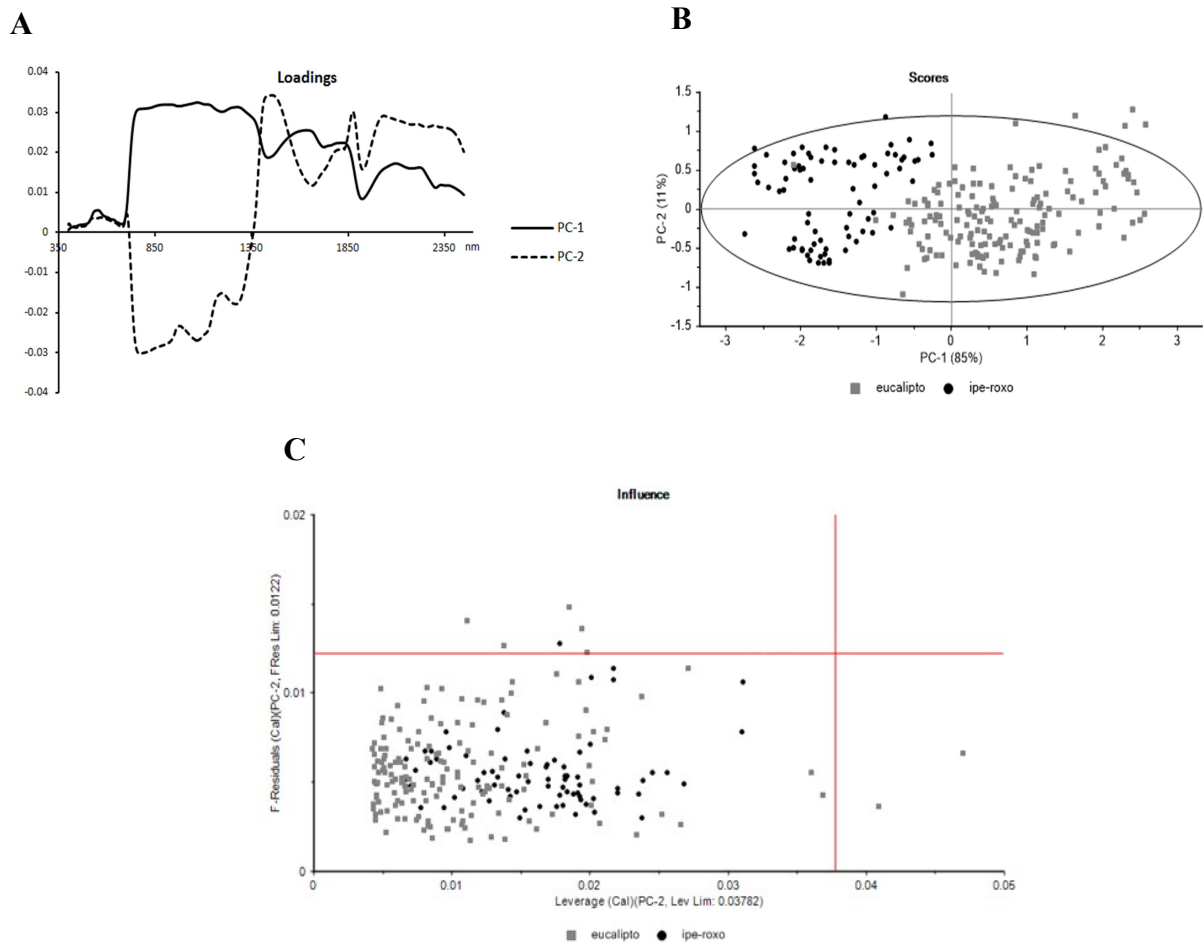 A
Loadings
0.04
0.03
0.02
0.01
0
-0.01
-0.02
-0.03
-0.04
350 850 1350 1850 2350 nm
PC-1
PC-2
B
Scores
PC-2 (11%)
1.5
1
0.5
0
-0.5
-1
-1.5
-3 -2 -1 0 1 2 3
PC-1 (85%)
eucalipto ipe-roxo
C
Influence
F-Residuals (Cal)(PC-2, FRes Lim: 0.0122)
0.02
0.01
0
0 0.01 0.02 0.03 0.04 0.05
Leverage (Cal)(PC-2, Lev Lim: 0.03782)
eucalipto ipe-roxo